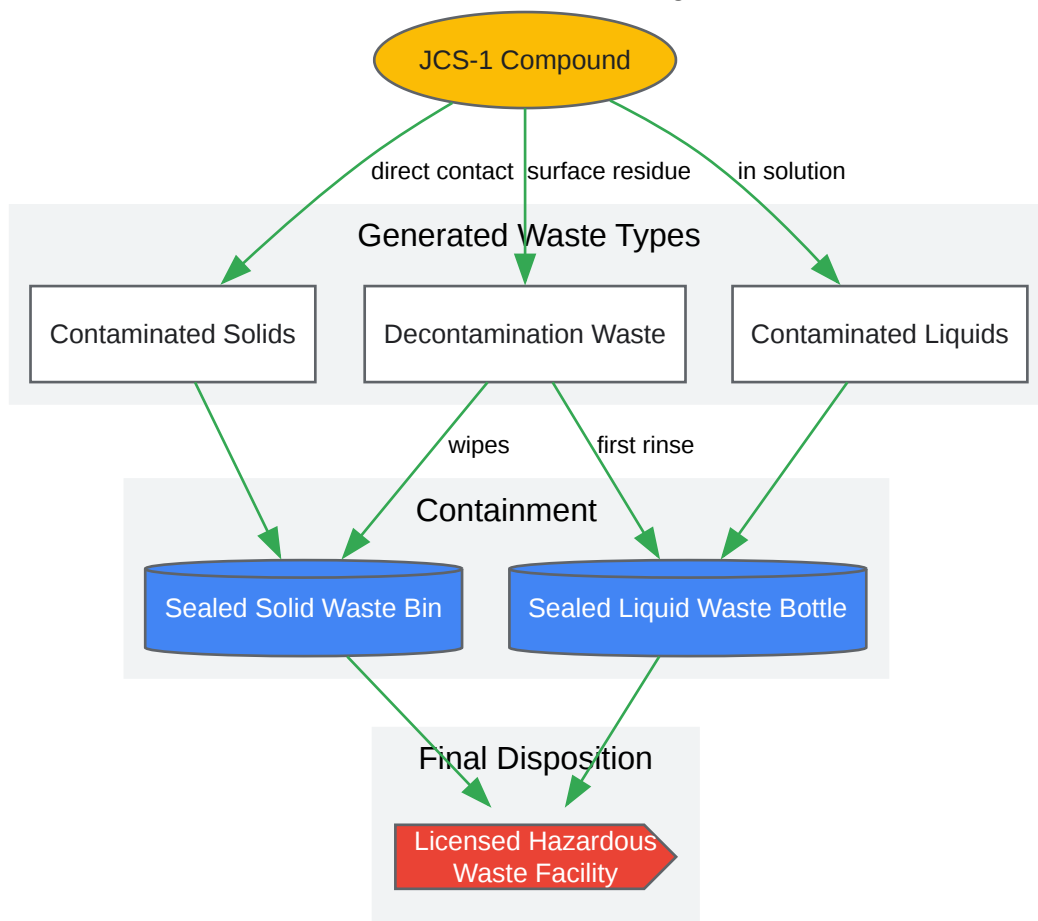 JCS-1 Compound
direct contact
surface residue
in solution
Generated Waste Types
Contaminated Solids
Decontamination Waste
Contaminated Liquids
wipes
first rinse
Containment
Sealed Solid Waste Bin
Sealed Liquid Waste Bottle
Final Disposition
Licensed Hazardous
Waste Facility